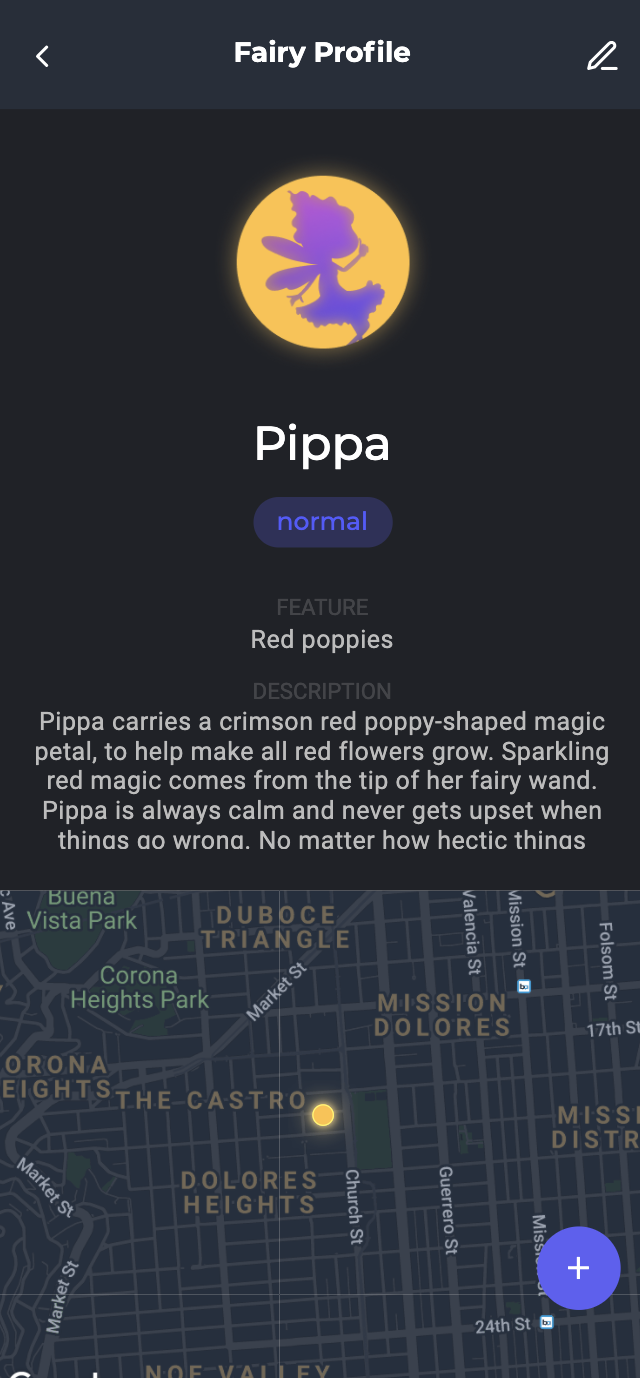 Fairy Profile
Pippa
normal
FEATURE
Red poppies
DESCRIPTION
Pippa carries a crimson red poppy-shaped magic
petal, to help make all red flowers grow. Sparkling
red magic comes from the tip of her fairy wand.
Pippa is always calm and never gets upset when
things go wrong. No matter how hectic things
Buena
Vista Park
c Ave
DUBOCE
TRIANGLE
Valencia St
Mission St
Folsom St
Corona
Heights Park
Market St
MISSION
DOLORES
17th St
ORONA
EIGHTS
THE CASTRO
MISSI
DISTR
Market St
DOLORES
HEIGHTS
Church St
Guerrero St
Missi
St
Market St
+
24th St
NOE VALLEY